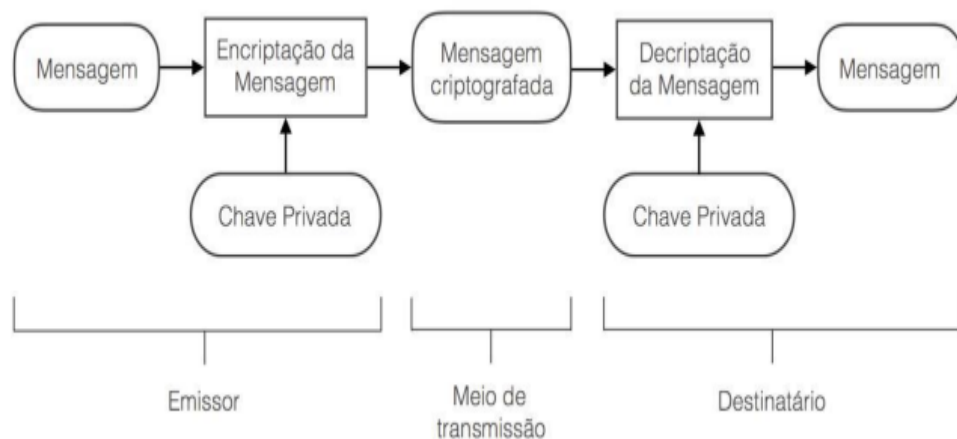 Mensagem
Encriptação da
Mensagem
Mensagem
criptografada
Decriptação
da Mensagem
Mensagem
Chave Privada
Chave Privada
Emissor
Meio de
transmissão
Destinatário